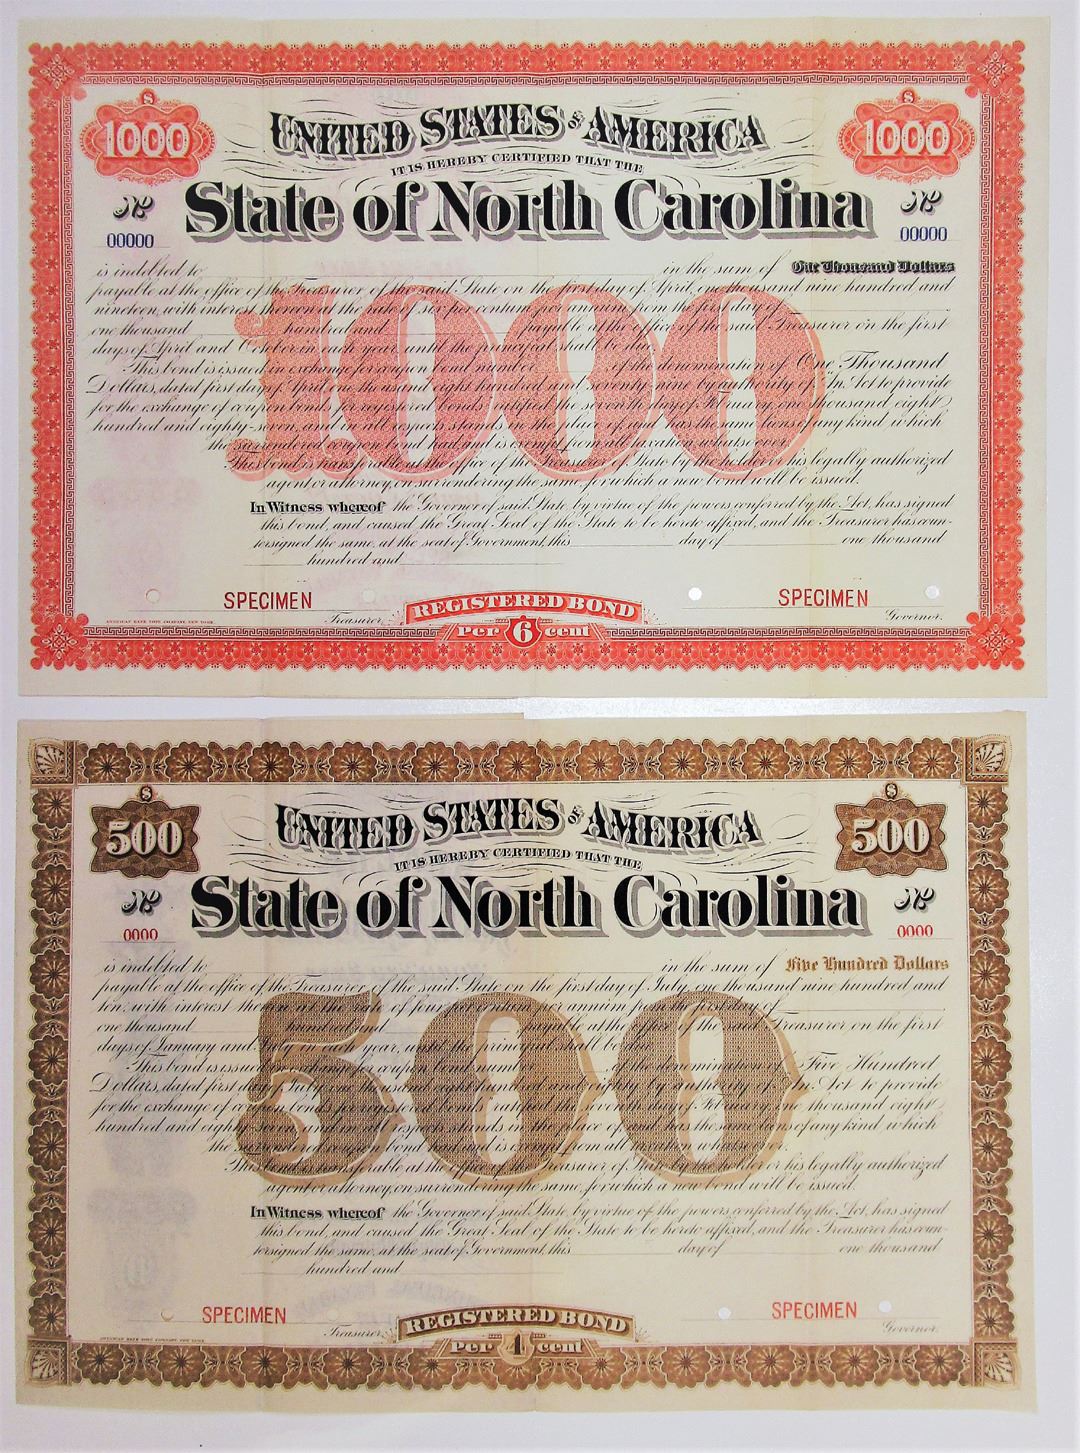 $ $
1000 1000
UNITED STATES OF AMERICA
IT IS HEREBY CERTIFIED THAT THE
State of North Carolina
No No
00000 00000
is indebted to in the sum of One Thousand Dollars
payable at the office of the Treasurer of the said State on the first day of April, one thousand nine hundred and
nineteen, with interest thereon at the rate of six per centum per annum from the first day of
one thousand hundred and payable at the office of the said Treasurer on the first
days of April and October in each year, until the principal shall be due.
1000
This bond is issued in exchange for coupon bond number of the denomination of One Thousand
Dollars, dated first day of April, one thousand eight hundred and seventy nine by authority of "An Act to provide
for the exchange of coupon bonds for registered bonds" ratified the seventh day of February, one thousand eight
hundred and eighty-seven, and in all respects stands in the place of and has the same liens of any kind which
the surrendered coupon bond had and is exempt from all taxation whatsoever.
This bond is transferable at the office of the Treasurer of State by the holder or his legally authorized
agent or attorney, on surrendering the same, for which a new bond will be issued.
In Witness whereof the Governor of said State, by virtue of the powers conferred by the Act, has signed
this bond, and caused the Great Seal of the State to be hereto affixed, and the Treasurer has coun-
tersigned the same, at the seat of Government, this day of one thousand
hundred and
SPECIMEN SPECIMEN
AMERICAN BANK NOTE COMPANY, NEW YORK. Treasurer. REGISTERED BOND Governor.
Per 6 cent
$ $
500 500
UNITED STATES OF AMERICA
IT IS HEREBY CERTIFIED THAT THE
State of North Carolina
No No
0000 0000
is indebted to in the sum of Five Hundred Dollars
payable at the office of the Treasurer of the said State on the first day of July, one thousand nine hundred and
ten, with interest thereon at the rate of four per centum per annum from the first day of
one thousand hundred and payable at the office of the said Treasurer on the first
days of January and July in each year, until the principal shall be due.
500
This bond is issued in exchange for coupon bond number of the denomination of Five Hundred
Dollars, dated first day of July, one thousand eight hundred and eighty by authority of "An Act to provide
for the exchange of coupon bonds for registered bonds" ratified the seventh day of February, one thousand eight
hundred and eighty-seven, and in all respects stands in the place of and has the same liens of any kind which
the surrendered coupon bond had and is exempt from all taxation whatsoever.
This bond is transferable at the office of the Treasurer of State by the holder or his legally authorized
agent or attorney, on surrendering the same, for which a new bond will be issued.
In Witness whereof the Governor of said State, by virtue of the powers conferred by the Act, has signed
this bond, and caused the Great Seal of the State to be hereto affixed, and the Treasurer has coun-
tersigned the same, at the seat of Government, this day of one thousand
hundred and
SPECIMEN SPECIMEN
AMERICAN BANK NOTE COMPANY, NEW YORK. Treasurer. REGISTERED BOND Governor.
Per 4 cent